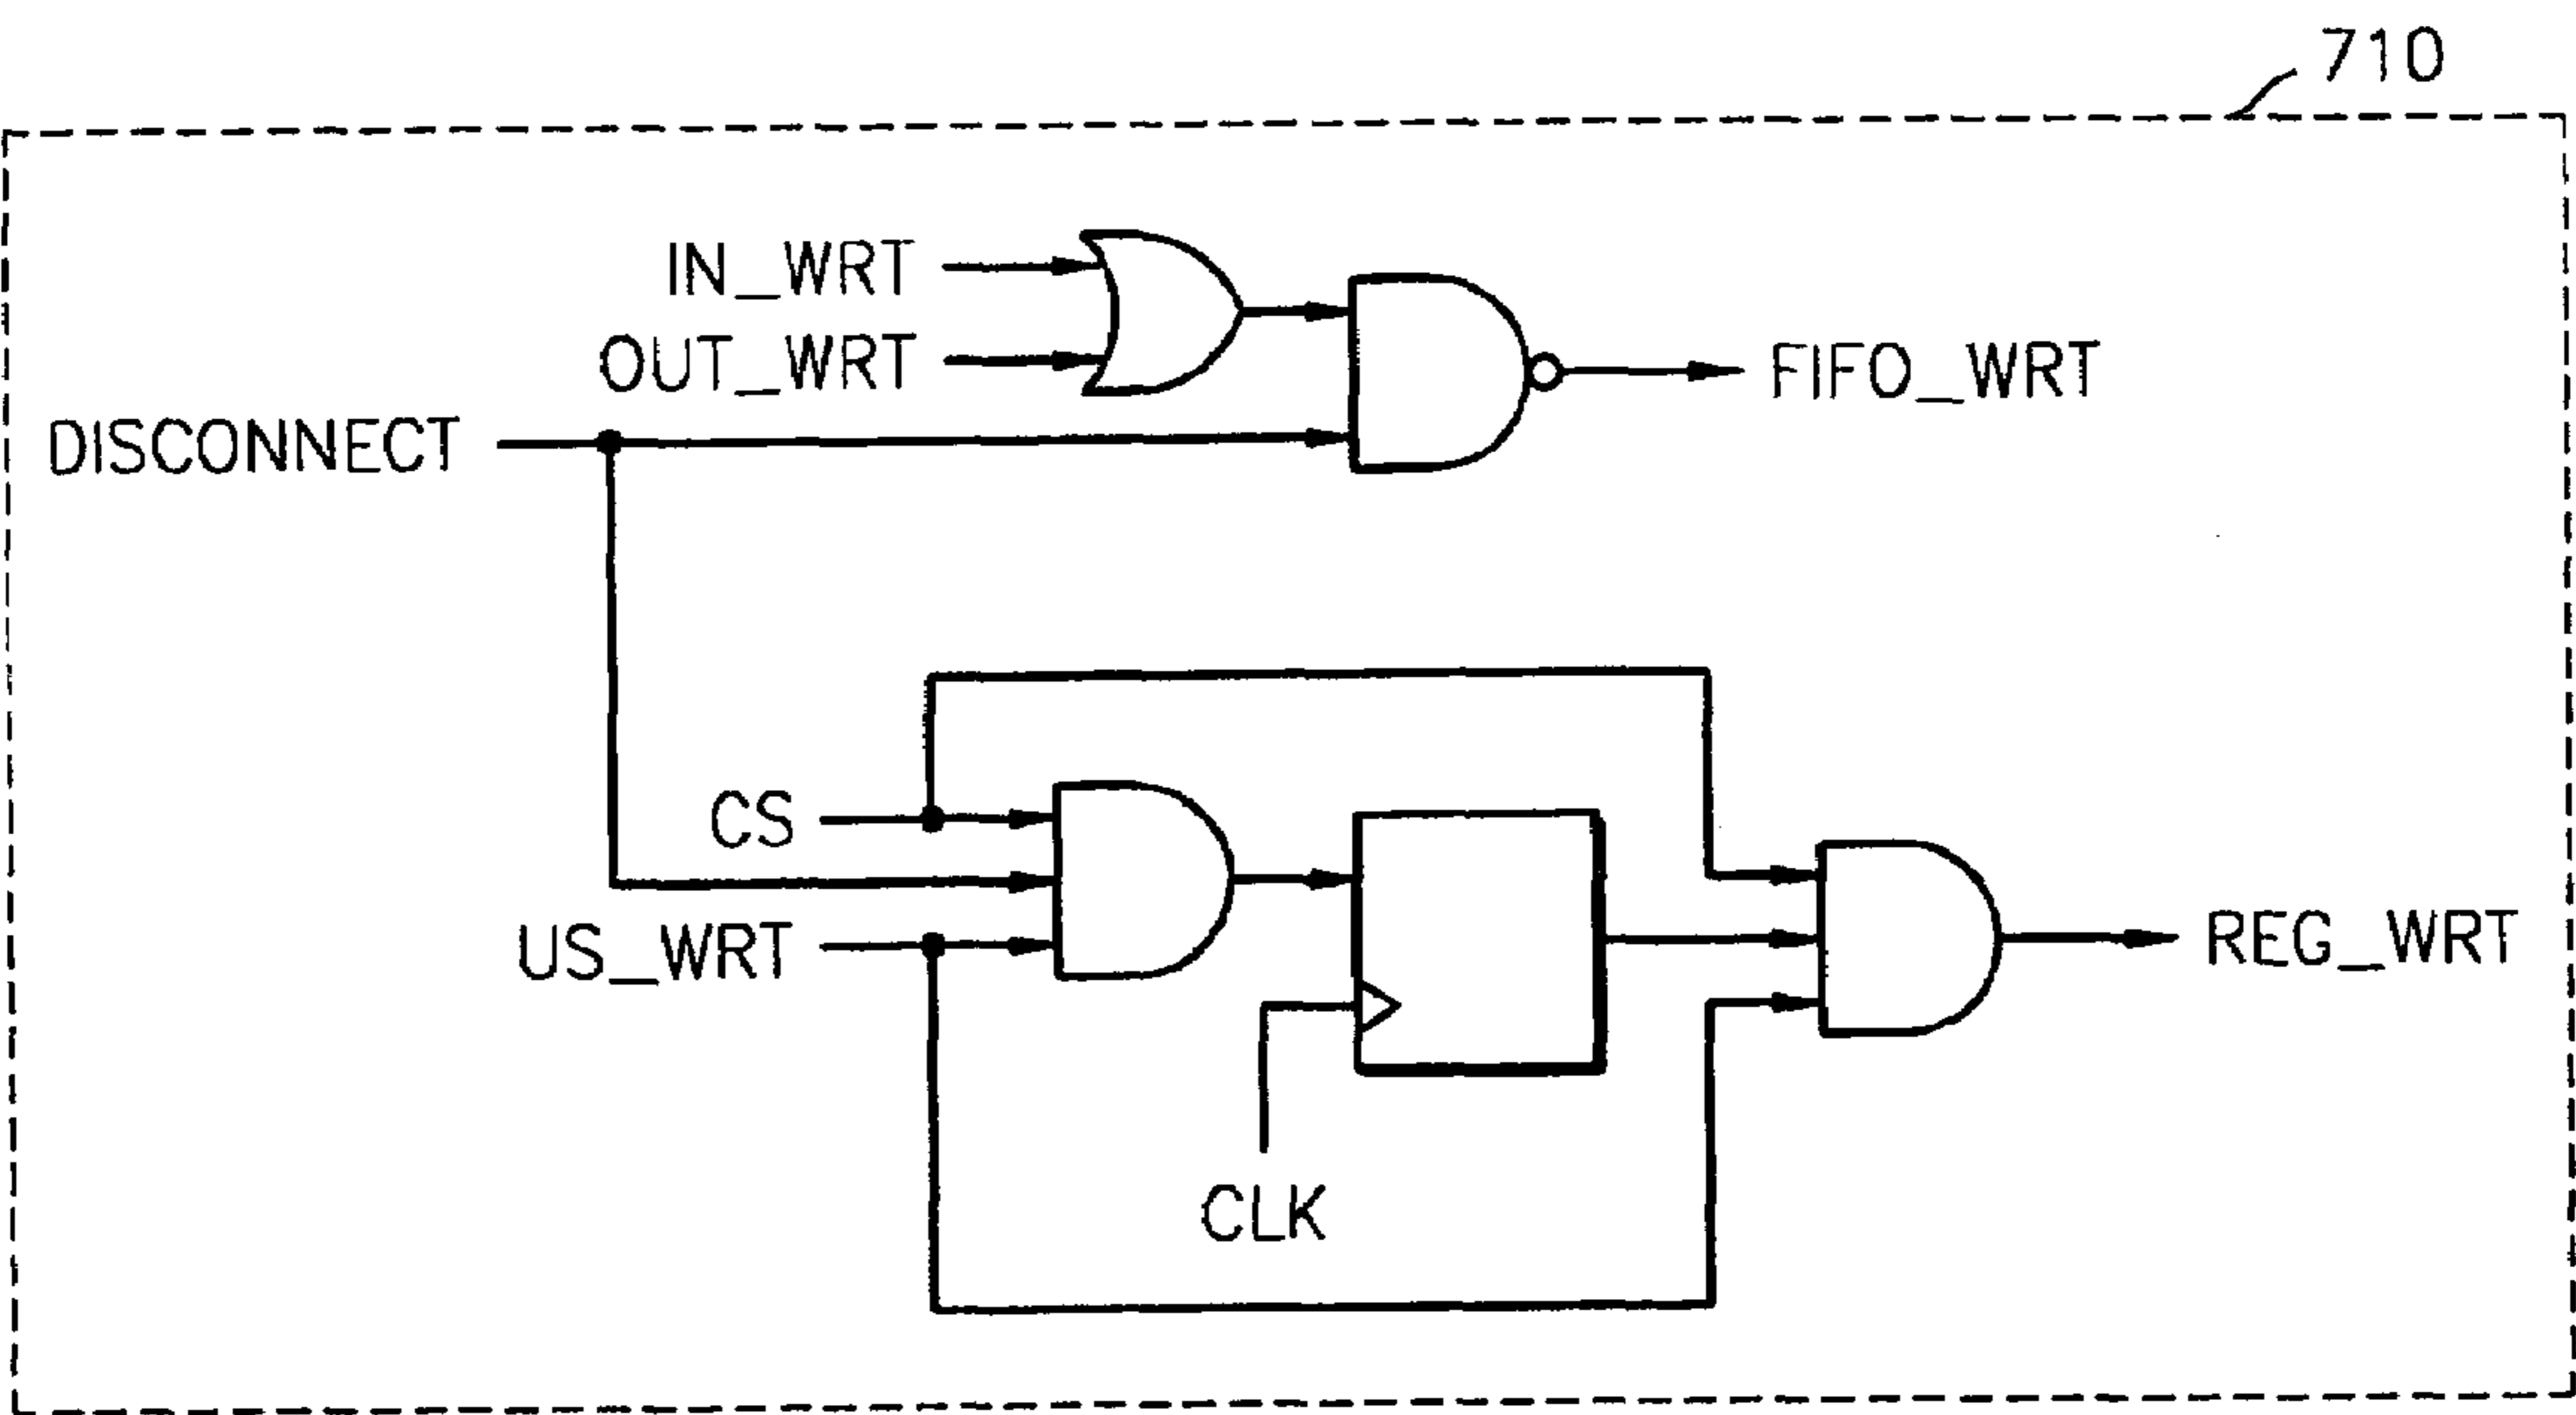 710
IN_WRT
OUT_WRT
FIFO_WRT
DISCONNECT
CS
US_WRT
REG_WRT
CLK